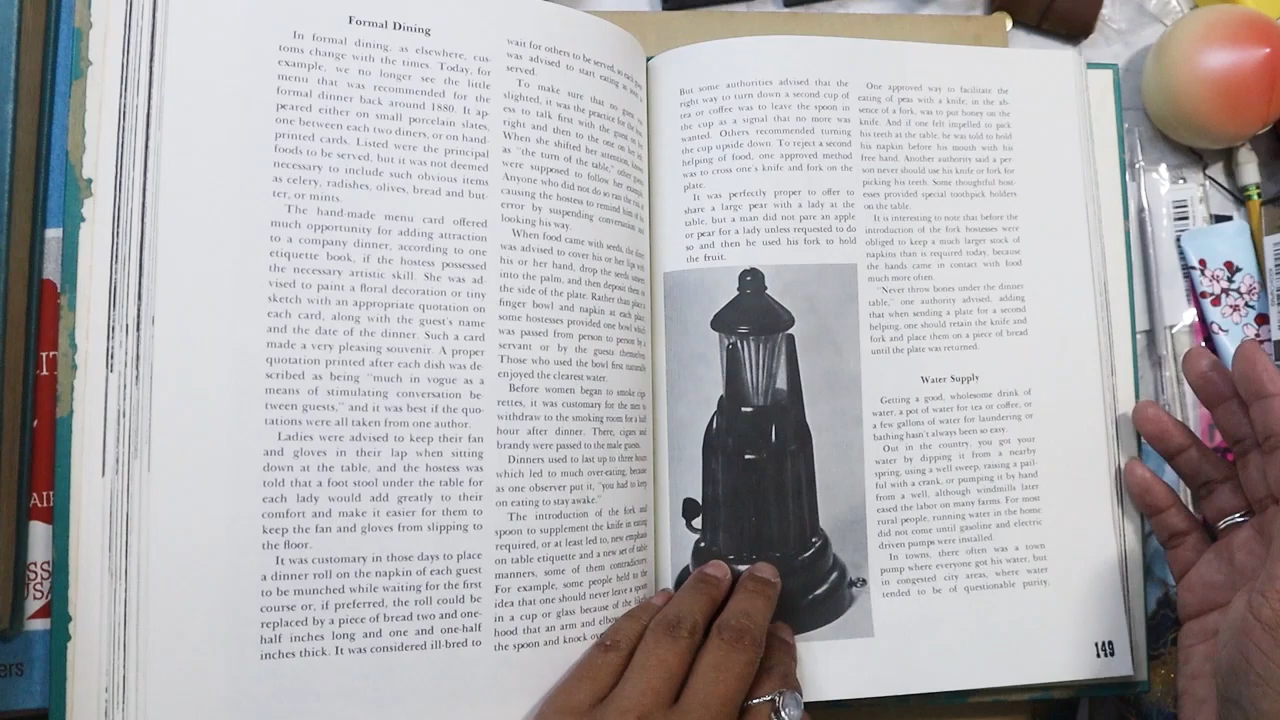 Formal Dining
In formal dining, as elsewhere, cus-
toms change with the times. Today, for
example, we no longer see the little
menu that was recommended for the
formal dinner back around 1880. It ap-
peared either on small porcelain slates,
one between each two diners, or on hand-
printed cards. Listed were the principal
foods to be served, but it was not deemed
necessary to include such obvious items
as celery, radishes, olives, bread and but-
ter, or mints.
The hand-made menu card offered
much opportunity for adding attraction
to a company dinner, according to one
etiquette book, if the hostess possessed
the necessary artistic skill. She was ad-
vised to paint a floral decoration or tiny
sketch with an appropriate quotation on
each card, along with the guest's name
and the date of the dinner. Such a card
made a very pleasing souvenir. A proper
quotation printed after each dish was de-
scribed as being "much in vogue as a
means of stimulating conversation be-
tween guests," and it was best if the quo-
tations were all taken from one author.
Ladies were advised to keep their fan
and gloves in their lap when sitting
down at the table, and the hostess was
told that a foot stool under the table for
each lady would add greatly to their
comfort and make it easier for them to
keep the fan and gloves from slipping to
the floor.
It was customary in those days to place
a dinner roll on the napkin of each guest
to be munched while waiting for the first
course or, if preferred, the roll could be
replaced by a piece of bread two and one-
half inches long and one and one-half
inches thick. It was considered ill-bred to
wait for others to be served, so each guest
was advised to start eating as soon as
served.
To make sure that no guest was
slighted, it was the practice for the host-
ess to talk first with the guest on her
right and then to the one on her left.
When she shifted her attention, known
as "the turn of the table," other guests
were supposed to follow her example.
Anyone who did not do so ran the risk of
causing the hostess to remind him of his
error by suspending conversation and
looking his way.
When food came with seeds, the diner
was advised to cover his or her lips with
his or her hand, drop the seeds unseen
into the palm, and then deposit them on
the side of the plate. Rather than place a
finger bowl and napkin at each place,
some hostesses provided one bowl which
was passed from person to person by a
servant or by the guests themselves.
Those who used the bowl first naturally
enjoyed the clearest water.
Before women began to smoke ciga-
rettes, it was customary for the men to
withdraw to the smoking room for a half
hour after dinner. There, cigars and
brandy were passed to the male guests.
Dinners used to last up to three hours
which led to much over-eating, because
as one observer put it, "you had to keep
on eating to stay awake."
The introduction of the fork and
spoon to supplement the knife in eating
required, or at least led to, new emphasis
on table etiquette and a new set of table
manners, some of them contradictory.
For example, some people held to the
idea that one should never leave a spoon
in a cup or glass because of the likeli-
hood that an arm and elbow
the spoon and knock
But some authorities advised that the
right way to turn down a second cup of
tea or coffee was to leave the spoon in
the cup as a signal that no more was
wanted. Others recommended turning
the cup upside down. To reject a second
helping of food, one approved method
was to cross one's knife and fork on the
plate.
It was perfectly proper to offer to
share a large pear with a lady at the
table, but a man did not pare an apple
or pear for a lady unless requested to do
so and then he used his fork to hold
the fruit.
One approved way to facilitate the
eating of peas with a knife, in the ab-
sence of a fork, was to put honey on the
knife. And if one felt impelled to pick
his teeth at the table, he was told to hold
his napkin before his mouth with his
free hand. Another authority said a per-
son never should use his knife or fork for
picking his teeth. Some thoughtful host-
esses provided special toothpick holders
on the table.
It is interesting to note that before the
introduction of the fork hostesses were
obliged to keep a much larger stock of
napkins than is required today, because
the hands came in contact with food
much more often.
"Never throw bones under the dinner
table," one authority advised, adding
that when sending a plate for a second
helping, one should retain the knife and
fork and place them on a piece of bread
until the plate was returned.
Water Supply
Getting a good, wholesome drink of
water, a pot of water for tea or coffee, or
a few gallons of water for laundering or
bathing hasn't always been so easy.
Out in the country, you got your
water by dipping it from a nearby
spring, using a well sweep, raising a pail-
ful with a crank, or pumping it by hand
from a well, although windmills later
eased the labor on many farms. For most
rural people, running water in the home
did not come until gasoline and electric
driven pumps were installed.
In towns, there often was a town
pump where everyone got his water, but
in congested city areas, where water
tended to be of questionable purity,
149